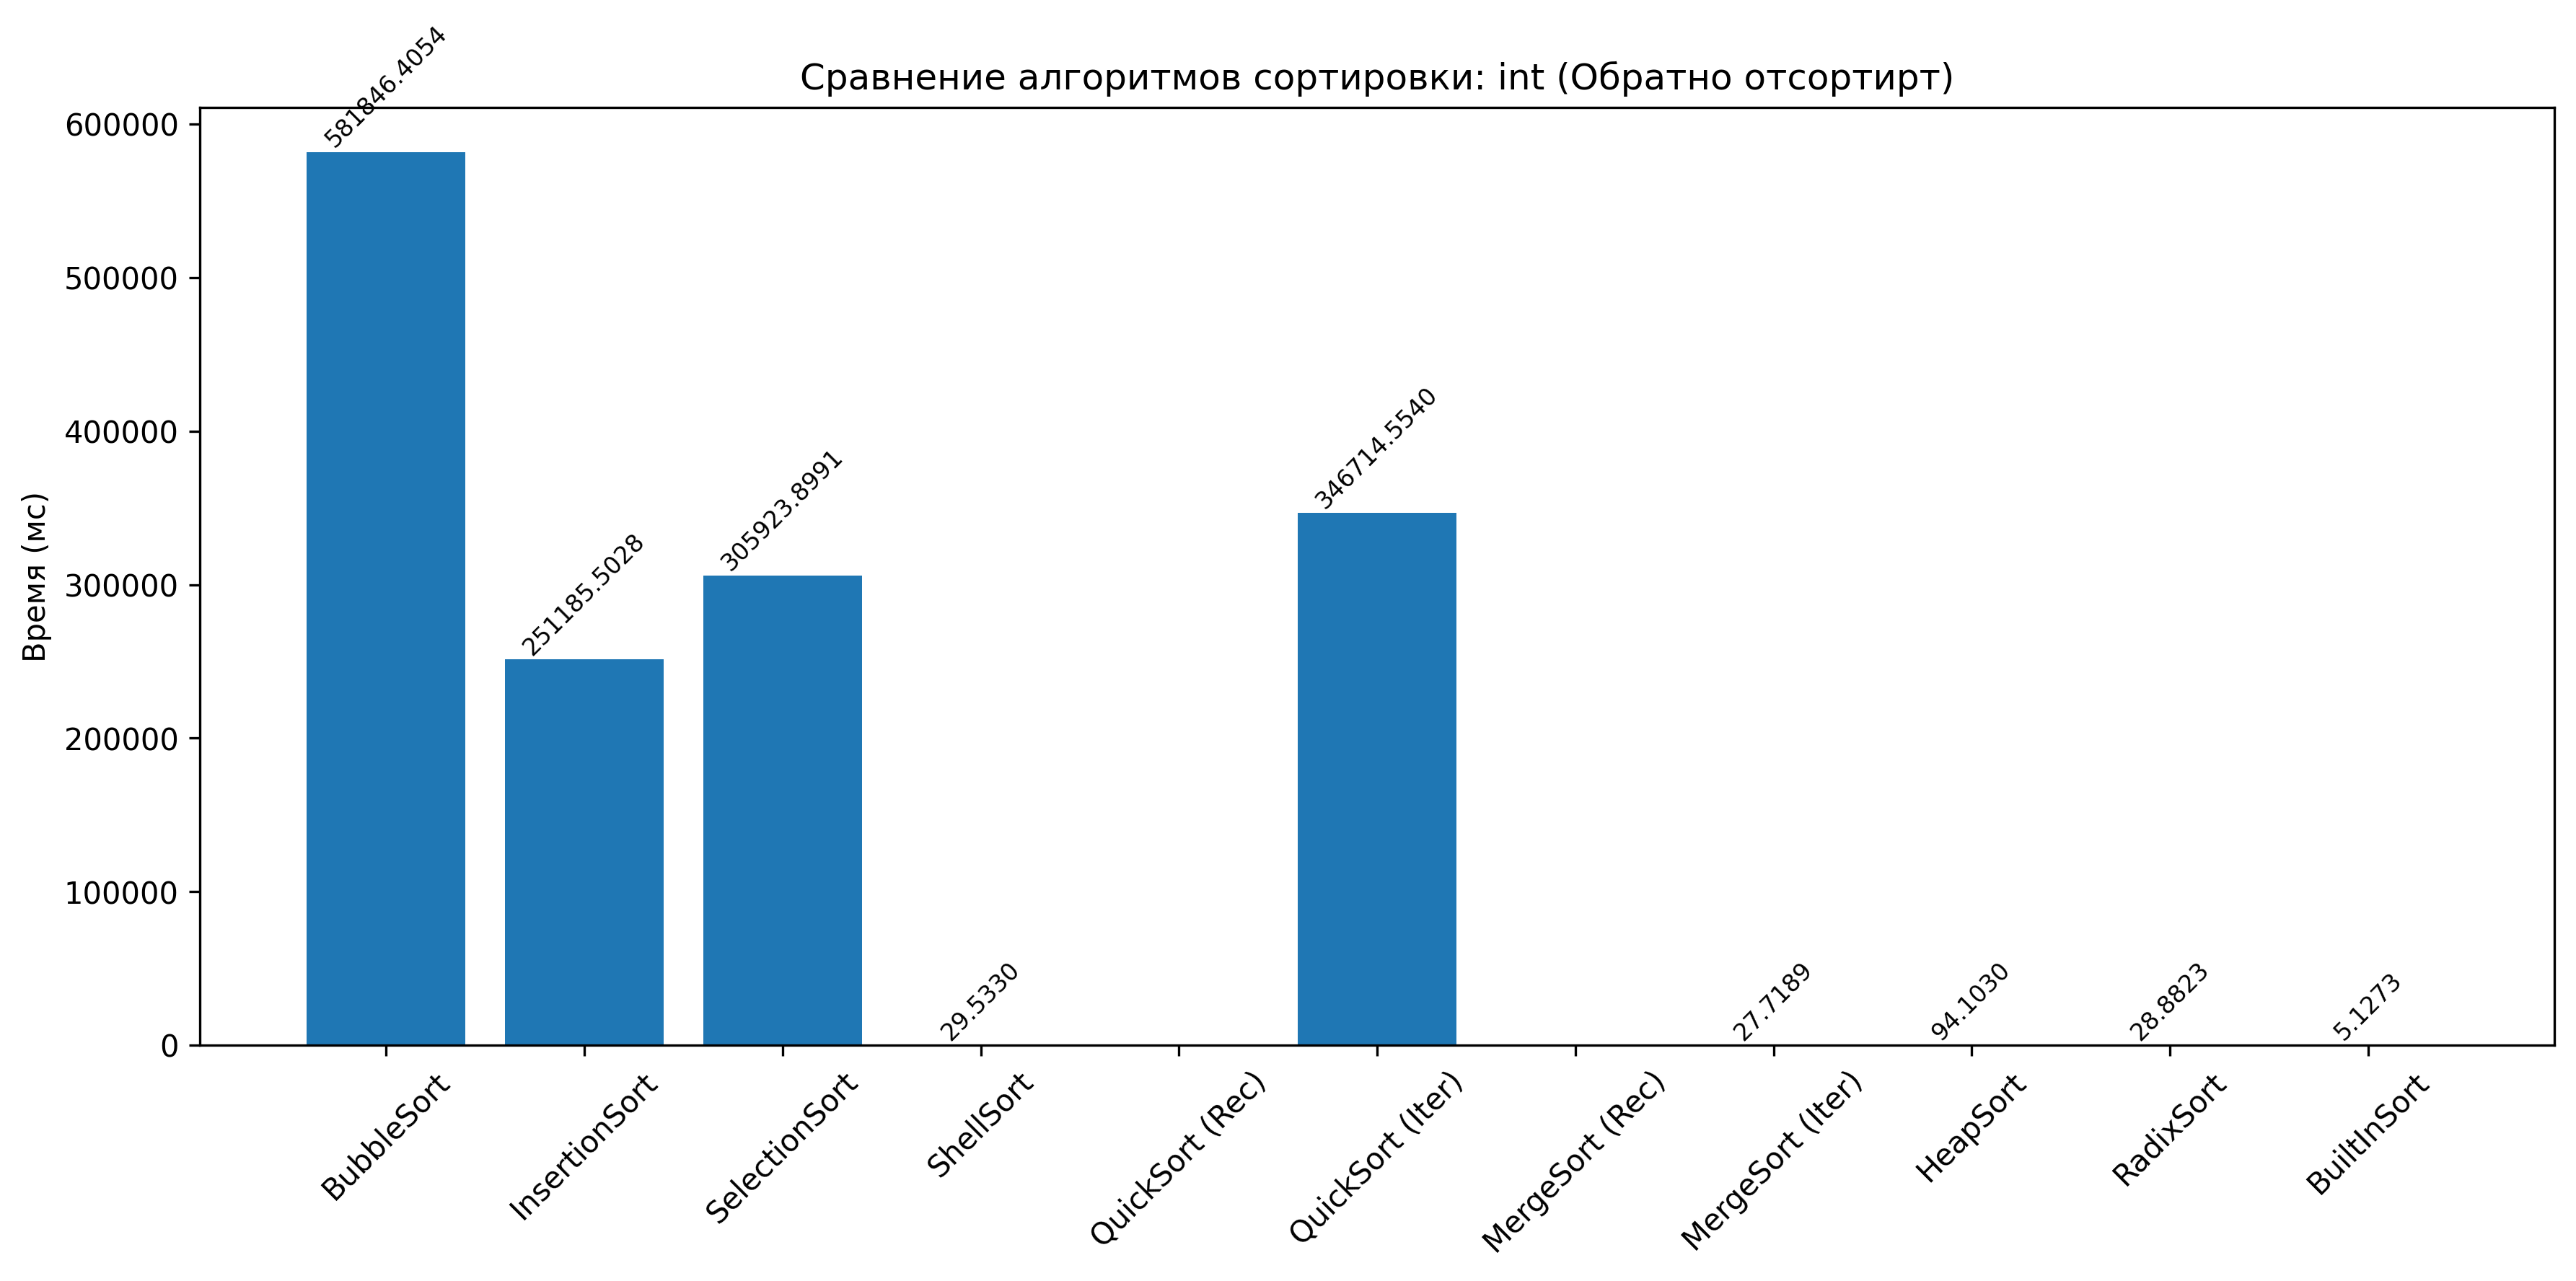 Сравнение алгоритмов сортировки: int (Обратно отсортирт)
Время (мс)
600000
500000
400000
300000
200000
100000
0
581846.4054
251185.5028
305923.8991
29.5330
346714.5540
27.7189
94.1030
28.8823
5.1273
BubbleSort
InsertionSort
SelectionSort
ShellSort
QuickSort (Rec)
QuickSort (Iter)
MergeSort (Rec)
MergeSort (Iter)
HeapSort
RadixSort
BuiltInSort